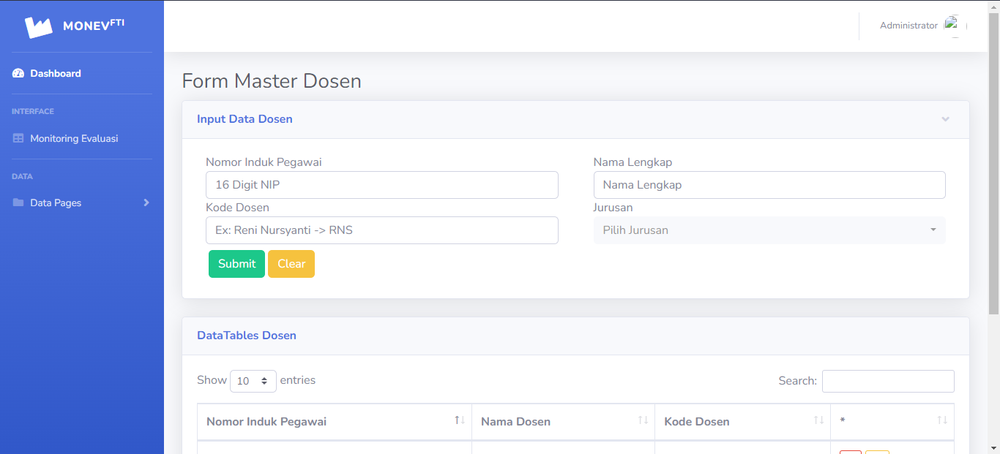 MONEV FTI
Administrator
Dashboard
INTERFACE
Monitoring Evaluasi
DATA
Data Pages
Form Master Dosen
Input Data Dosen
Nomor Induk Pegawai
Nama Lengkap
16 Digit NIP
Nama Lengkap
Kode Dosen
Jurusan
Ex: Reni Nursyanti -> RNS
Pilih Jurusan
Submit Clear
DataTables Dosen
Show 10 entries
Search:
Nomor Induk Pegawai Nama Dosen Kode Dosen *